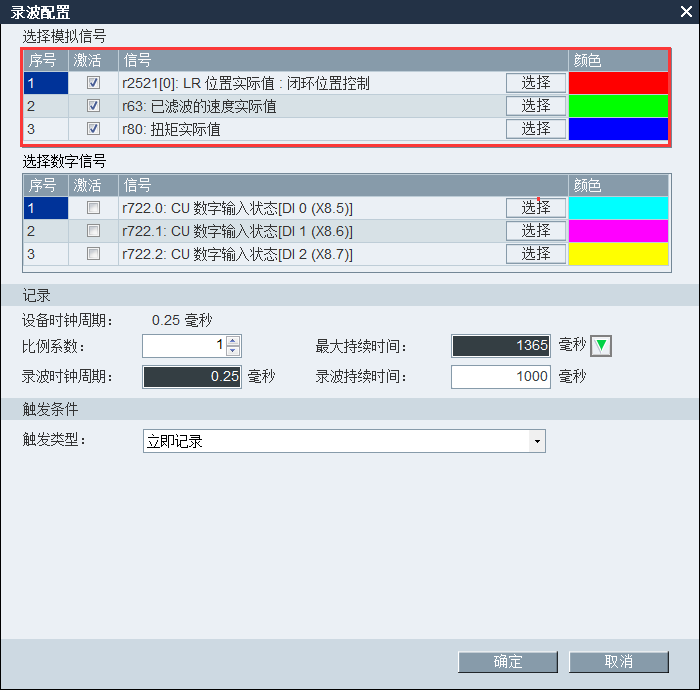 录波配置
选择模拟信号
序号 激活 信号 颜色
1 r2521[0]: LR 位置实际值 : 闭环位置控制 选择
2 r63: 已滤波的速度实际值 选择
3 r80: 扭矩实际值 选择
选择数字信号
序号 激活 信号 颜色
1 r722.0: CU 数字输入状态[DI 0 (X8.5)] 选择
2 r722.1: CU 数字输入状态[DI 1 (X8.6)] 选择
3 r722.2: CU 数字输入状态[DI 2 (X8.7)] 选择
记录
设备时钟周期: 0.25 毫秒
比例系数: 1 最大持续时间: 1365 毫秒
录波时钟周期: 0.25 毫秒 录波持续时间: 1000 毫秒
触发条件
触发类型: 立即记录
确定 取消